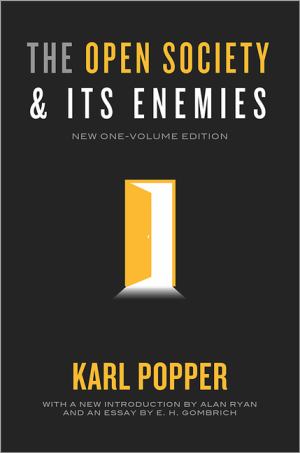 THE OPEN SOCIETY
& ITS ENEMIES
NEW ONE-VOLUME EDITION
KARL POPPER
WITH A NEW INTRODUCTION BY ALAN RYAN
AND AN ESSAY BY E. H. GOMBRICH